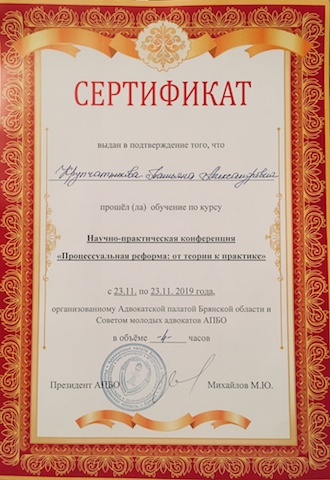 СЕРТИФИКАТ
выдан в подтверждение того, что
Крупчатникова Татьяна Александровна
прошёл (ла) обучение по курсу
Научно-практическая конференция
«Процессуальная реформа: от теории к практике»
с 23.11. по 23.11. 2019 года,
организованному Адвокатской палатой Брянской области и
Советом молодых адвокатов АПБО
в объёме -4- часов
Президент АПБО Михайлов М.Ю.